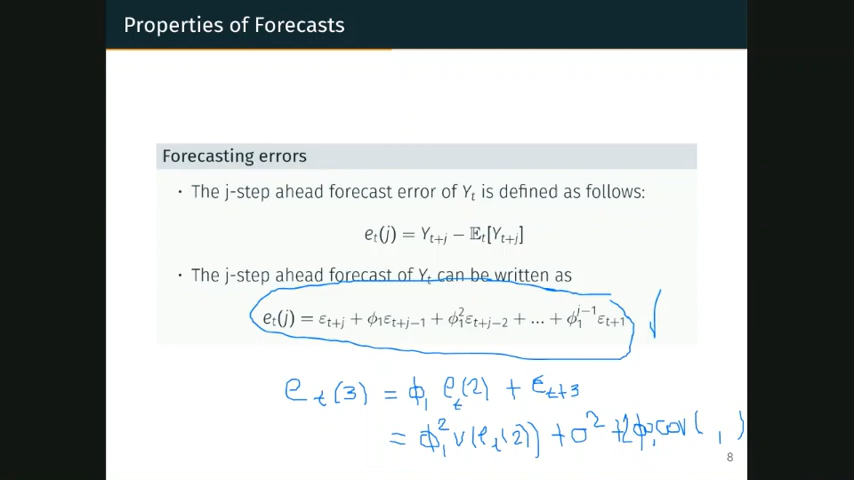 Properties of Forecasts
Forecasting errors
· The j-step ahead forecast error of Yₜ is defined as follows:
eₜ(j) = Yₜ₊ⱼ − 𝔼ₜ[Yₜ₊ⱼ]
· The j-step ahead forecast of Yₜ can be written as
eₜ(j) = εₜ₊ⱼ + ϕ₁εₜ₊ⱼ₋₁ + ϕ₁²εₜ₊ⱼ₋₂ + ... + ϕ₁ʲ⁻¹εₜ₊₁ √
eₜ(3) = ϕ₁ eₜ(2) + εₜ₊₃
= ϕ₁² v(eₜ(2)) + σ² + 2ϕ₁cov( , )
8